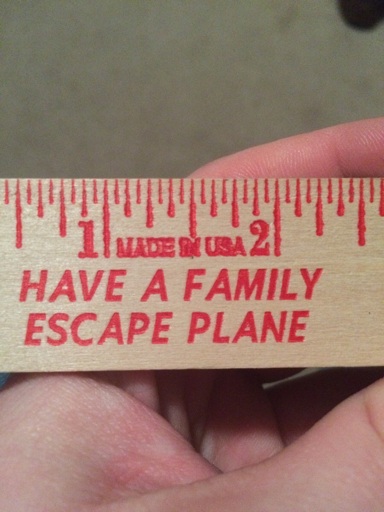 1 MADE IN USA 2
HAVE A FAMILY
ESCAPE PLANE